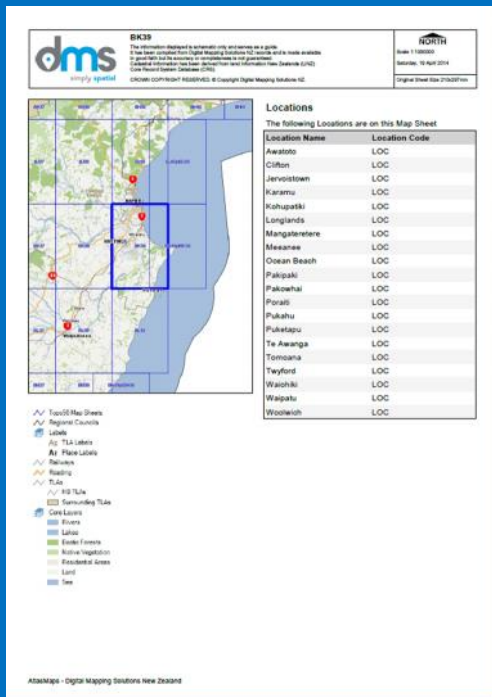 dms
simply spatial
BK39
The information displayed is schematic only and serves as a guide.
It has been compiled from Digital Mapping Solutions NZ records and is made available
in good faith but its accuracy or completeness is not guaranteed.
Cadastral Information has been derived from land Information New Zealands (LINZ)
Core Record System Database (CRS).
CROWN COPYRIGHT RESERVED. © Copyright Digital Mapping Solutions NZ.
NORTH
Saturday, 19 April 2014
Original Sheet Size 210x297mm
Locations
The following Locations are on this Map Sheet
Location Name Location Code
Awatoto LOC
Clifton LOC
Jervoistown LOC
Karamu LOC
Kohupatiki LOC
Longlands LOC
Mangateretere LOC
Meeanee LOC
Ocean Beach LOC
Pakipaki LOC
Pakowhai LOC
Poraiti LOC
Pukahu LOC
Puketapu LOC
Te Awanga LOC
Tomoana LOC
Twyford LOC
Waiohiki LOC
Waipatu LOC
Woolwich LOC
Topo50 Map Sheets
Regional Councils
Labels
Az TLA Labels
Az Place Labels
Railways
Roading
TLAs
NB TLAs
Surrounding TLAs
Core Layers
Rivers
Lakes
Exotic Forests
Native Vegetation
Residential Areas
Land
Sea
AtlasMaps - Digital Mapping Solutions New Zealand